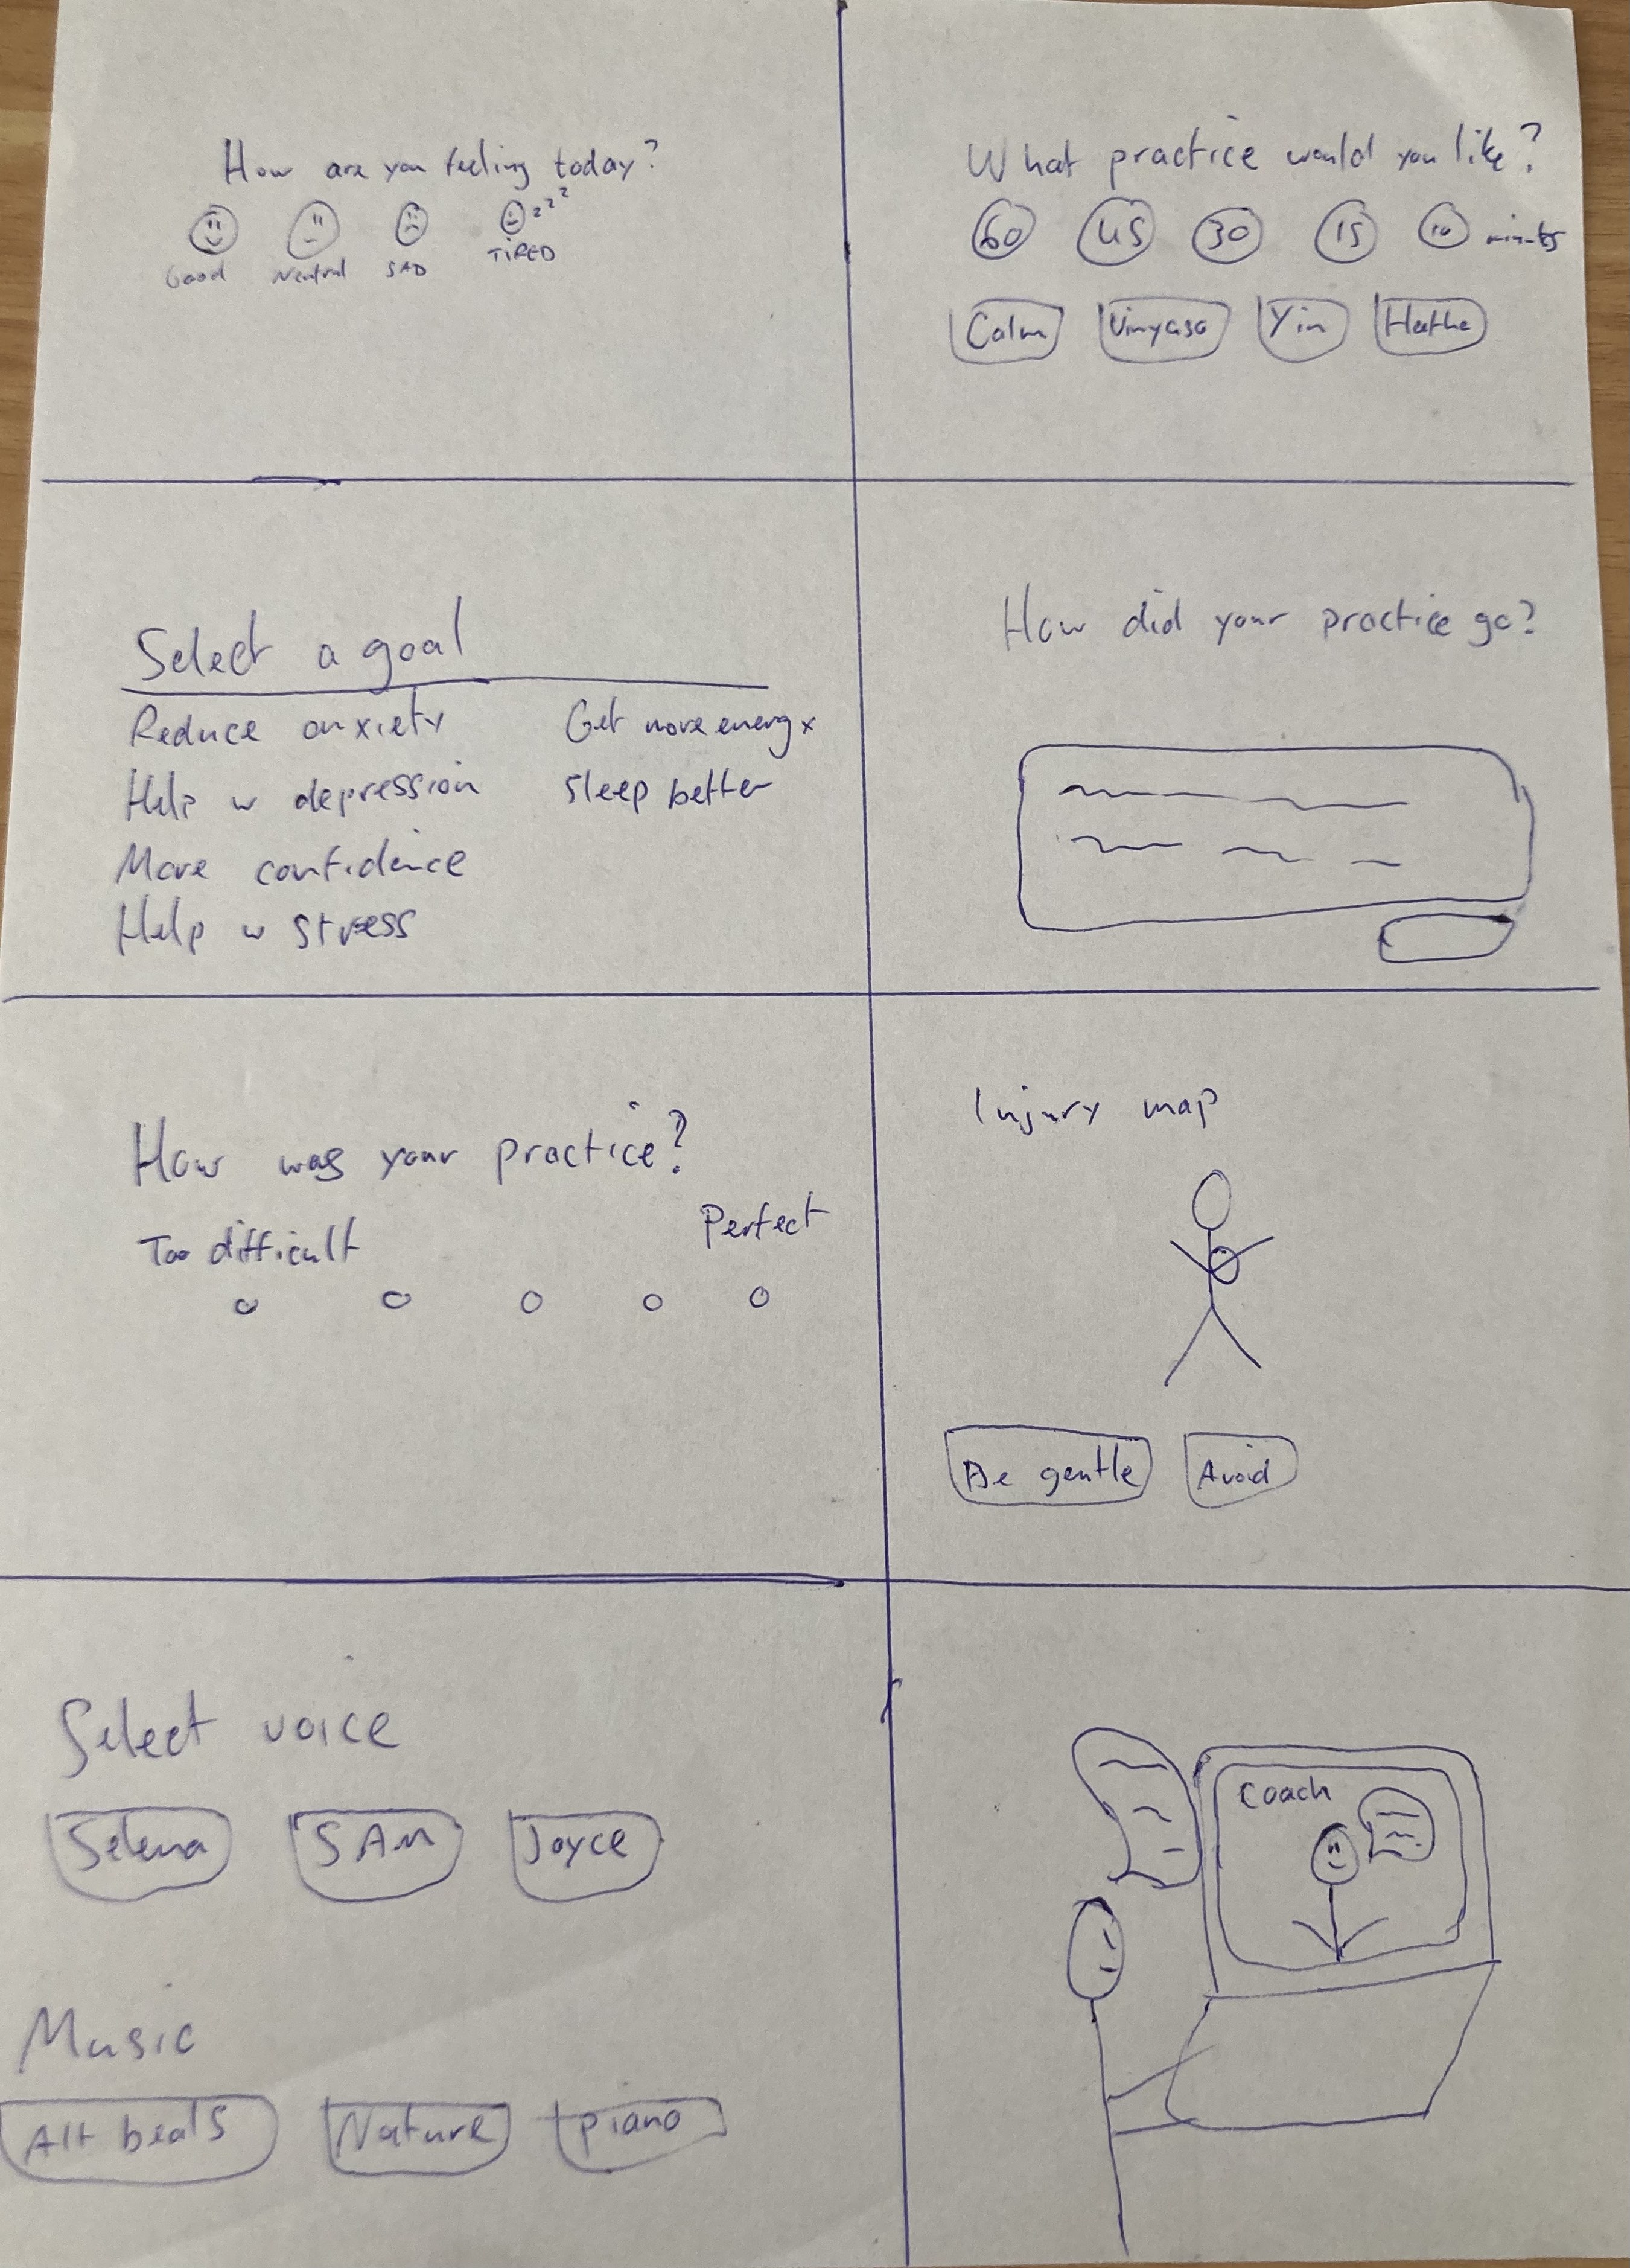 How are you feeling today?
zzz
Good Neutral SAD TIRED
What practice would you like?
60 45 30 15 10 minutes
Calm Vinyasa Yin Hatha
Select a goal
Reduce anxiety Get more energy
Help w depression Sleep better
More confidence
Help w stress
How did your practice go?
How was your practice?
Too difficult Perfect
Injury map
Be gentle Avoid
Select voice
Selena SAM Joyce
Music
Alt beats Nature piano
Coach